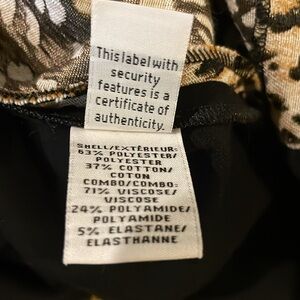 This label with
security
features is a
certificate of
authenticity.
SHELL/EXTÉRIEUR:
63% POLYESTER/
POLYESTER
37% COTTON/
COTON
COMBO/COMBO:
71% VISCOSE/
VISCOSE
24% POLYAMIDE/
POLYAMIDE
5% ELASTANE/
ELASTHANNE